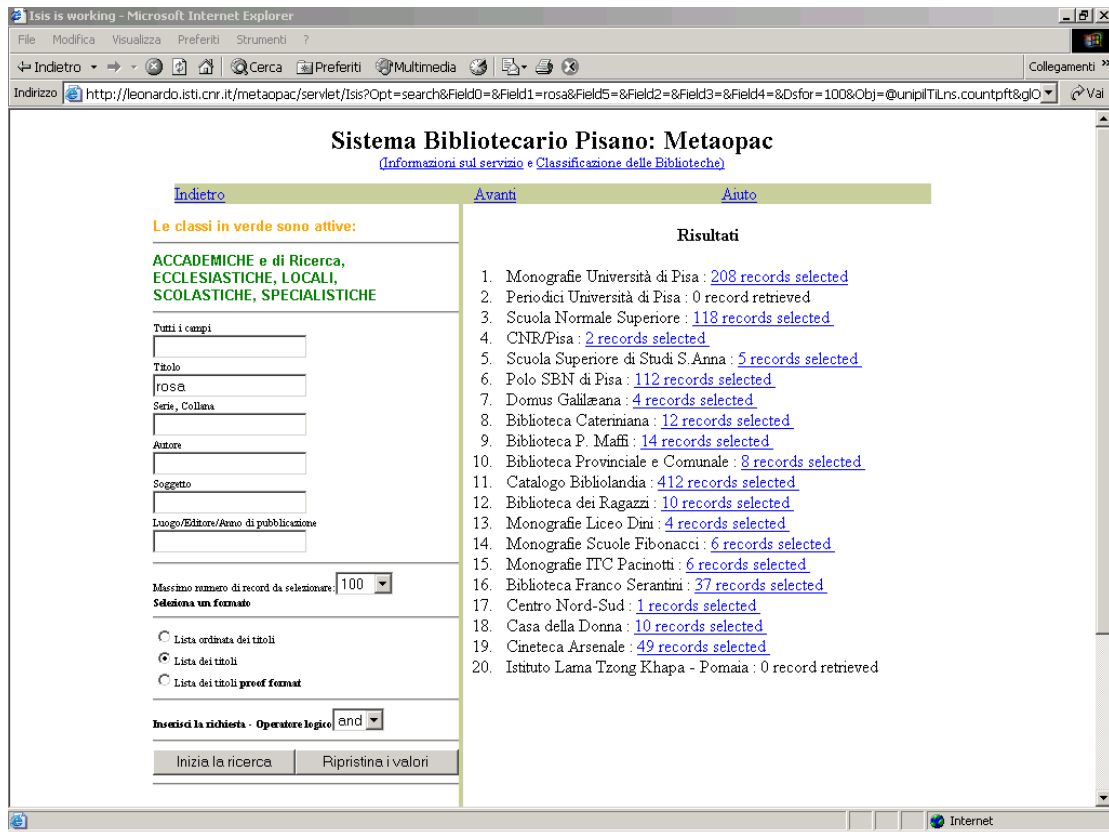 Isis is working - Microsoft Internet Explorer
File Modifica Visualizza Preferiti Strumenti ?
Indietro Cerca Preferiti Multimedia Collegamenti »
Indirizzo http://leonardo.isti.cnr.it/metaopac/servlet/Isis?Opt=search&Field0=&Field1=rosa&Field5=&Field2=&Field3=&Field4=&Dsfor=100&Obj=@unipilTiLns.countpft&glO Vai
Sistema Bibliotecario Pisano: Metaopac
(Informazioni sul servizio e Classificazione delle Biblioteche)
Indietro Avanti Aiuto
Le classi in verde sono attive:
ACCADEMICHE e di Ricerca,
ECCLESIASTICHE, LOCALI,
SCOLASTICHE, SPECIALISTICHE
Tutti i campi
Titolo
rosa
Serie, Collana
Autore
Soggetto
Luogo/Editore/Anno di pubblicazione
Massimo numero di record da selezionare: 100
Seleziona un formato
Lista ordinata dei titoli
Lista dei titoli
Lista dei titoli proof format
Inserisci la richiesta - Operatore logico and
Inizia la ricerca Ripristina i valori
Risultati
1. Monografie Università di Pisa : 208 records selected
2. Periodici Università di Pisa : 0 record retrieved
3. Scuola Normale Superiore : 118 records selected
4. CNR/Pisa : 2 records selected
5. Scuola Superiore di Studi S.Anna : 5 records selected
6. Polo SBN di Pisa : 112 records selected
7. Domus Galilæana : 4 records selected
8. Biblioteca Cateriniana : 12 records selected
9. Biblioteca P. Maffi : 14 records selected
10. Biblioteca Provinciale e Comunale : 8 records selected
11. Catalogo Bibliolandia : 412 records selected
12. Biblioteca dei Ragazzi : 10 records selected
13. Monografie Liceo Dini : 4 records selected
14. Monografie Scuole Fibonacci : 6 records selected
15. Monografie ITC Pacinotti : 6 records selected
16. Biblioteca Franco Serantini : 37 records selected
17. Centro Nord-Sud : 1 records selected
18. Casa della Donna : 10 records selected
19. Cineteca Arsenale : 49 records selected
20. Istituto Lama Tzong Khapa - Pomaia : 0 record retrieved
Internet